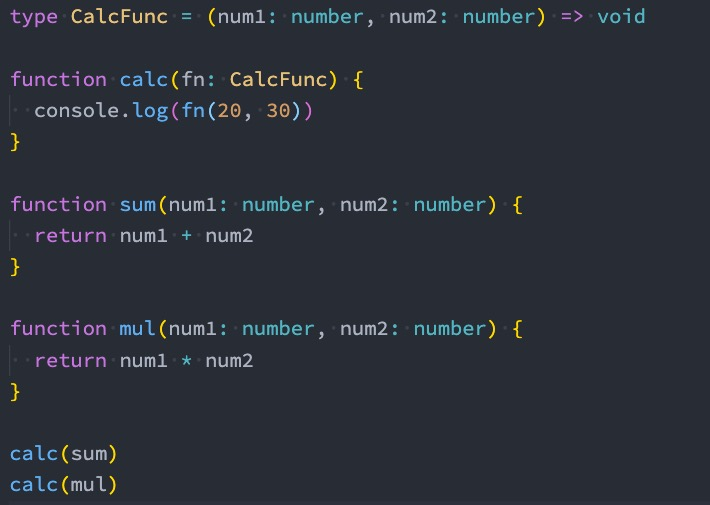 type CalcFunc = (num1: number, num2: number) => void
function calc(fn: CalcFunc) {
  console.log(fn(20, 30))
}
function sum(num1: number, num2: number) {
  return num1 + num2
}
function mul(num1: number, num2: number) {
  return num1 * num2
}
calc(sum)
calc(mul)